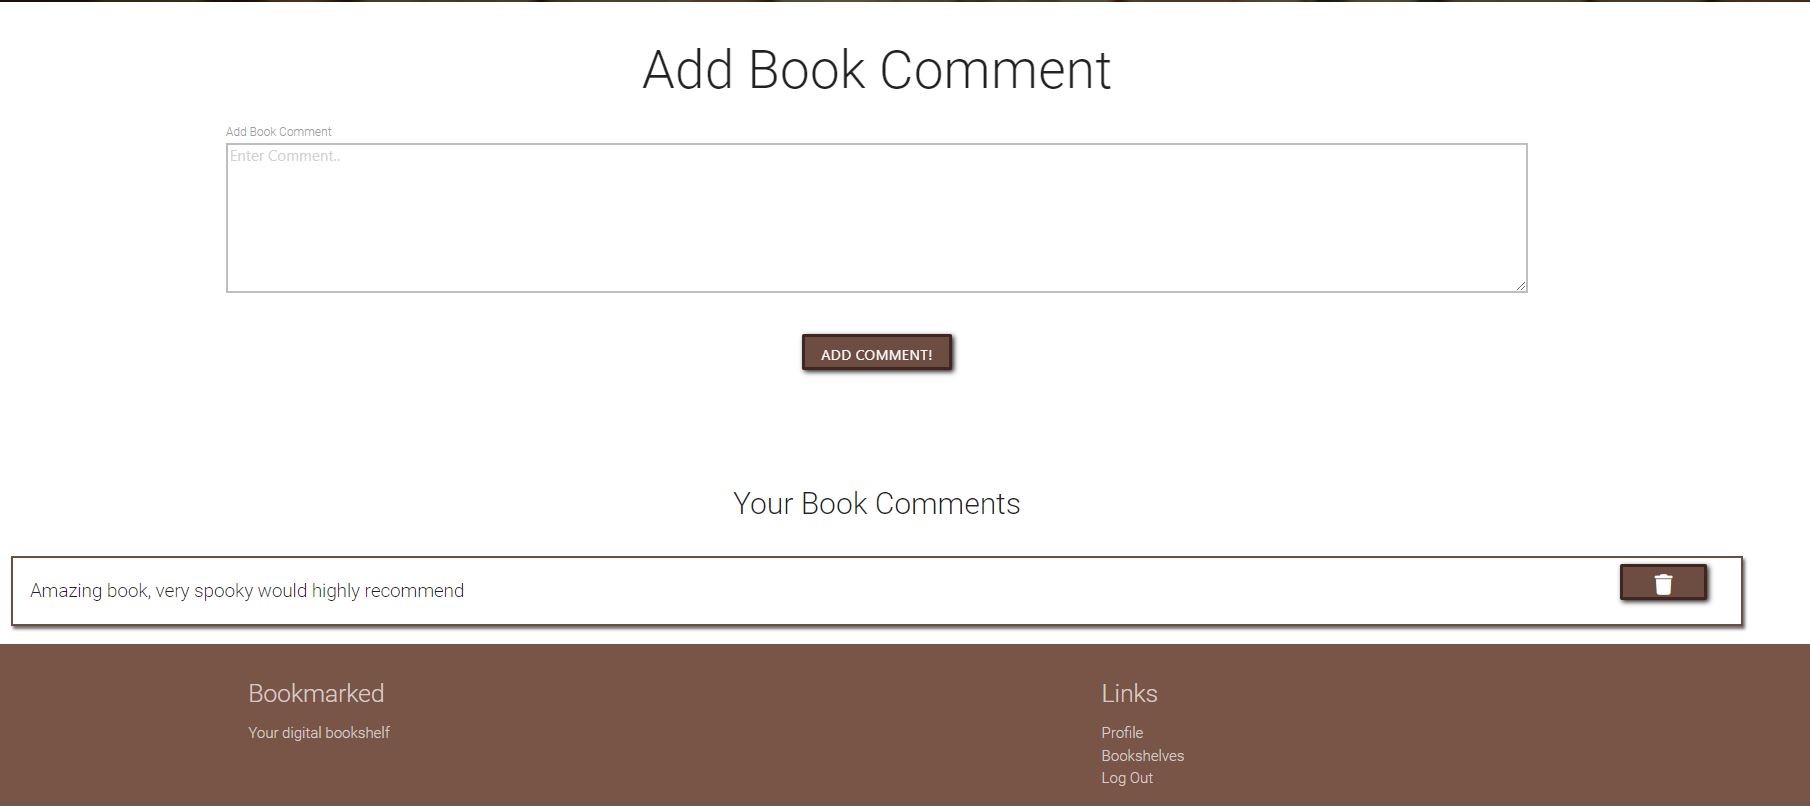 Add Book Comment
Add Book Comment
Enter Comment..
ADD COMMENT!
Your Book Comments
Amazing book, very spooky would highly recommend
Bookmarked
Your digital bookshelf
Links
Profile
Bookshelves
Log Out